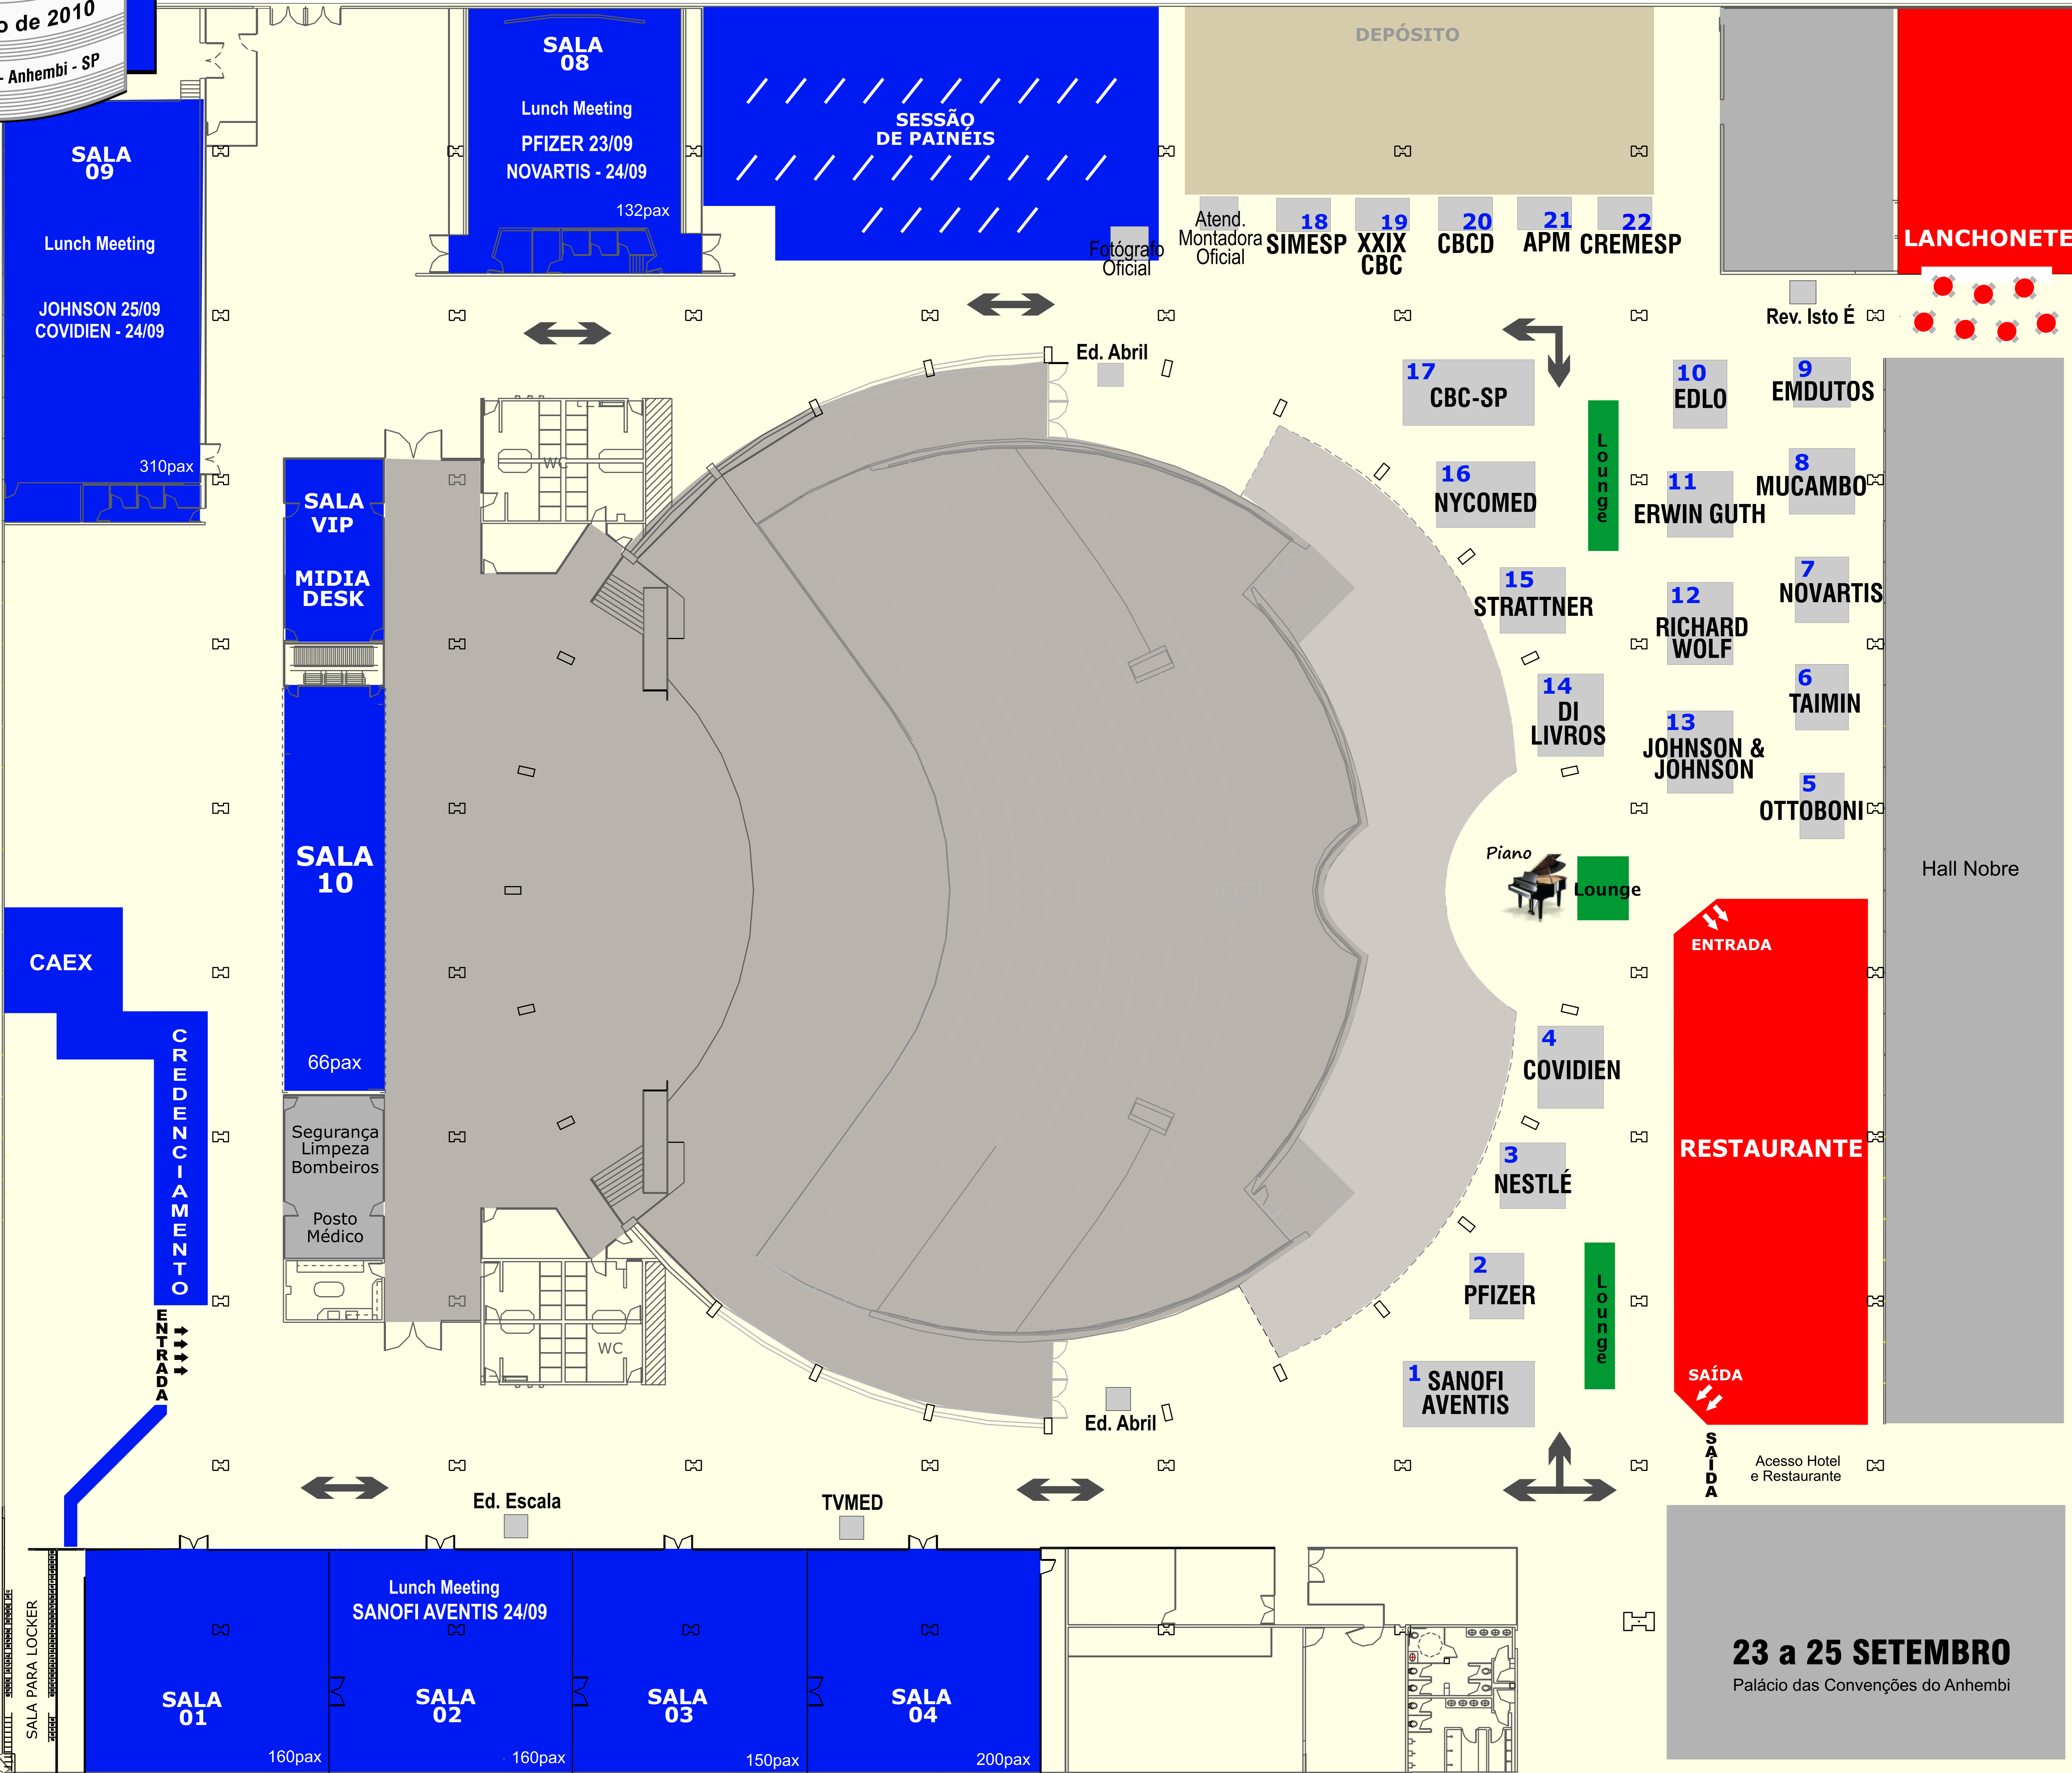 o de 2010
- Anhembi - SP
SALA
09
Lunch Meeting
JOHNSON 25/09
COVIDIEN - 24/09
310pax
SALA
08
Lunch Meeting
PFIZER 23/09
NOVARTIS - 24/09
132pax
SESSÃO
DE PAINÉIS
Fotógrafo
Oficial
DEPÓSITO
Atend.
Montadora
Oficial
18
SIMESP
19
XXIX
CBC
20
CBCD
21
APM
22
CREMESP
LANCHONETE
Rev. Isto É
Ed. Abril
17
CBC-SP
10
EDLO
9
EMDUTOS
Lounge
16
NYCOMED
11
ERWIN GUTH
8
MUCAMBO
15
STRATTNER
12
RICHARD
WOLF
7
NOVARTIS
14
DI
LIVROS
13
JOHNSON &
JOHNSON
6
TAIMIN
5
OTTOBONI
WC
SALA
VIP
MIDIA
DESK
SALA
10
66pax
Piano
Lounge
Hall Nobre
ENTRADA
RESTAURANTE
SAÍDA
CAEX
CREDENCIAMENTO
ENTRADA
Segurança
Limpeza
Bombeiros
Posto
Médico
WC
4
COVIDIEN
3
NESTLÉ
2
PFIZER
Lounge
1
SANOFI
AVENTIS
Ed. Abril
SAÍDA
Acesso Hotel
e Restaurante
Ed. Escala
TVMED
SALA PARA LOCKER
SALA
01
160pax
Lunch Meeting
SANOFI AVENTIS 24/09
SALA
02
160pax
SALA
03
150pax
SALA
04
200pax
23 a 25 SETEMBRO
Palácio das Convenções do Anhembi